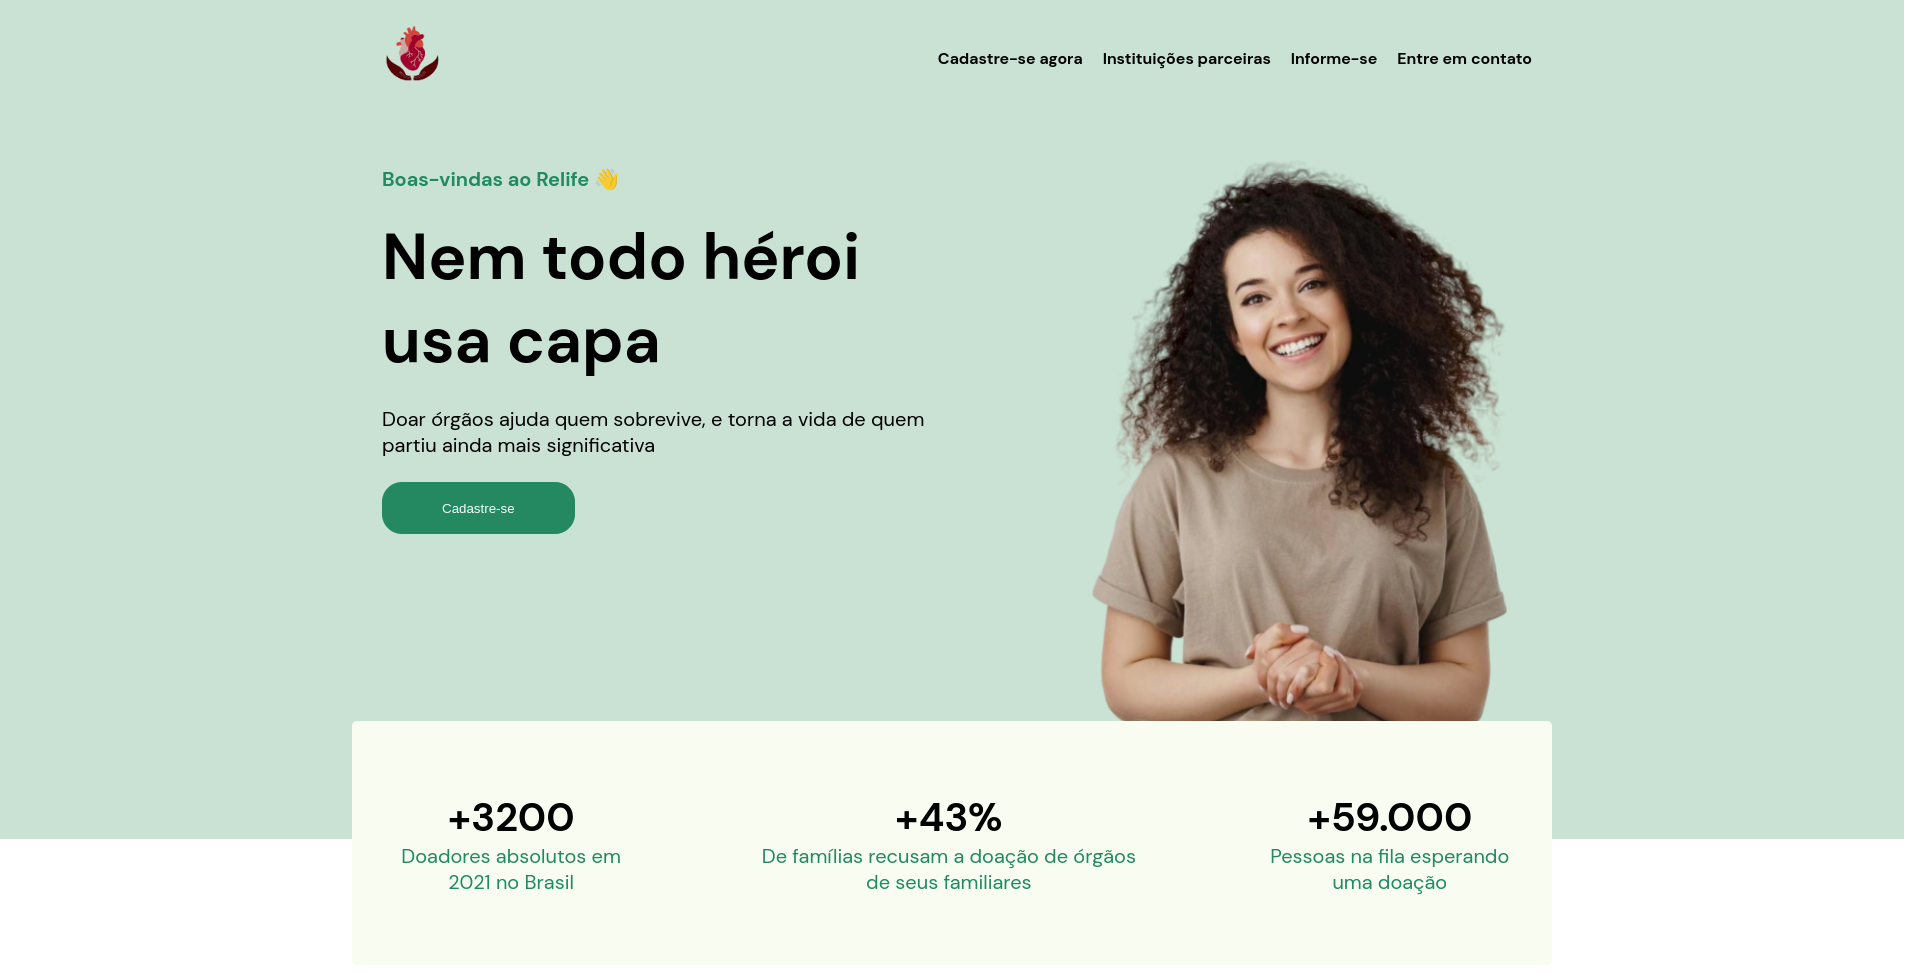 Cadastre-se agora Instituições parceiras Informe-se Entre em contato
Boas-vindas ao Relife 👋
Nem todo héroi
usa capa
Doar órgãos ajuda quem sobrevive, e torna a vida de quem
partiu ainda mais significativa
Cadastre-se
+3200
Doadores absolutos em
2021 no Brasil
+43%
De famílias recusam a doação de órgãos
de seus familiares
+59.000
Pessoas na fila esperando
uma doação